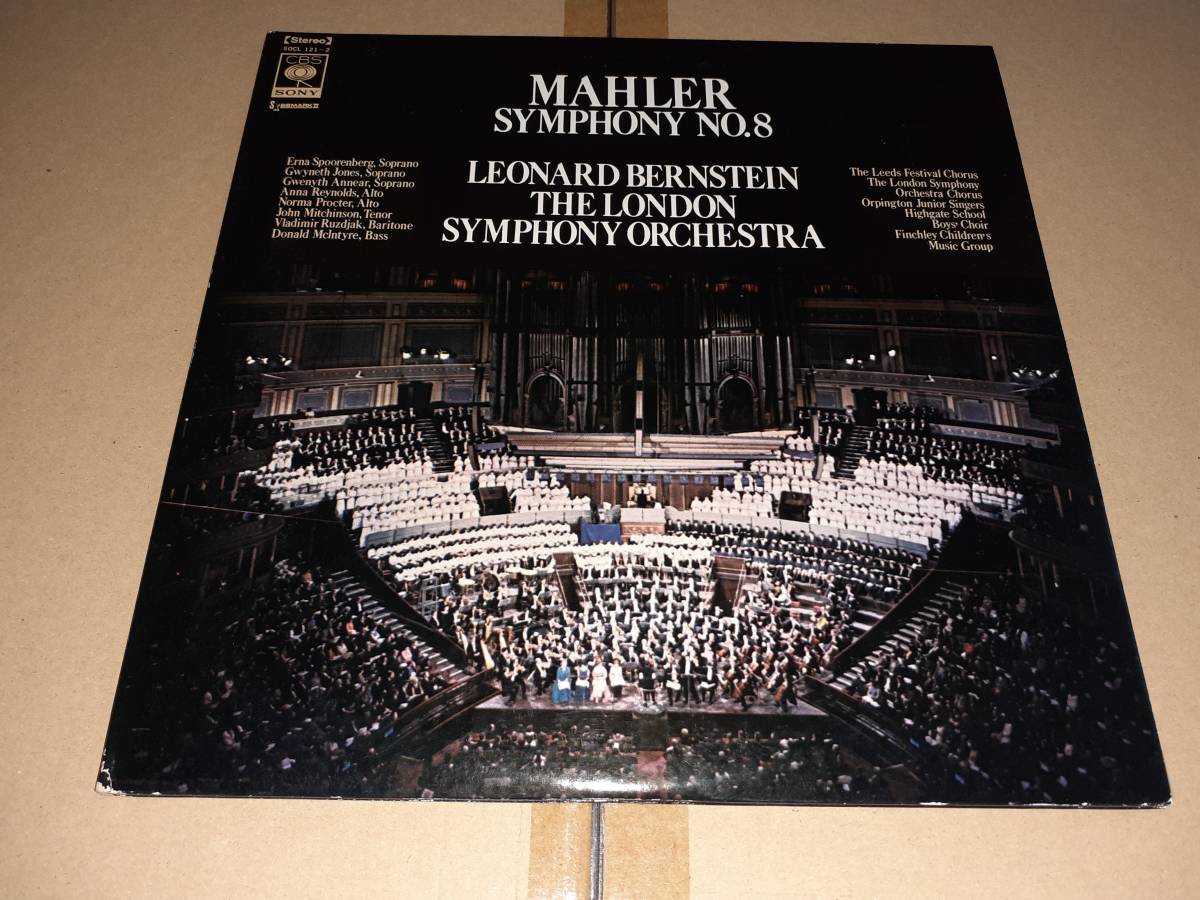 【Stereo】
SOCL 121~2
CBS
SONY
MAHLER
SYMPHONY NO.8
LEONARD BERNSTEIN
THE LONDON
SYMPHONY ORCHESTRA
Erna Spoorenberg, Soprano
Gwyneth Jones, Soprano
Gwenyth Annear, Soprano
Anna Reynolds, Alto
Norma Procter, Alto
John Mitchinson, Tenor
Vladimir Ruzdjak, Baritone
Donald McIntyre, Bass
The Leeds Festival Chorus
The London Symphony
Orchestra Chorus
Orpington Junior Singers
Highgate School
Boys' Choir
Finchley Children's
Music Group